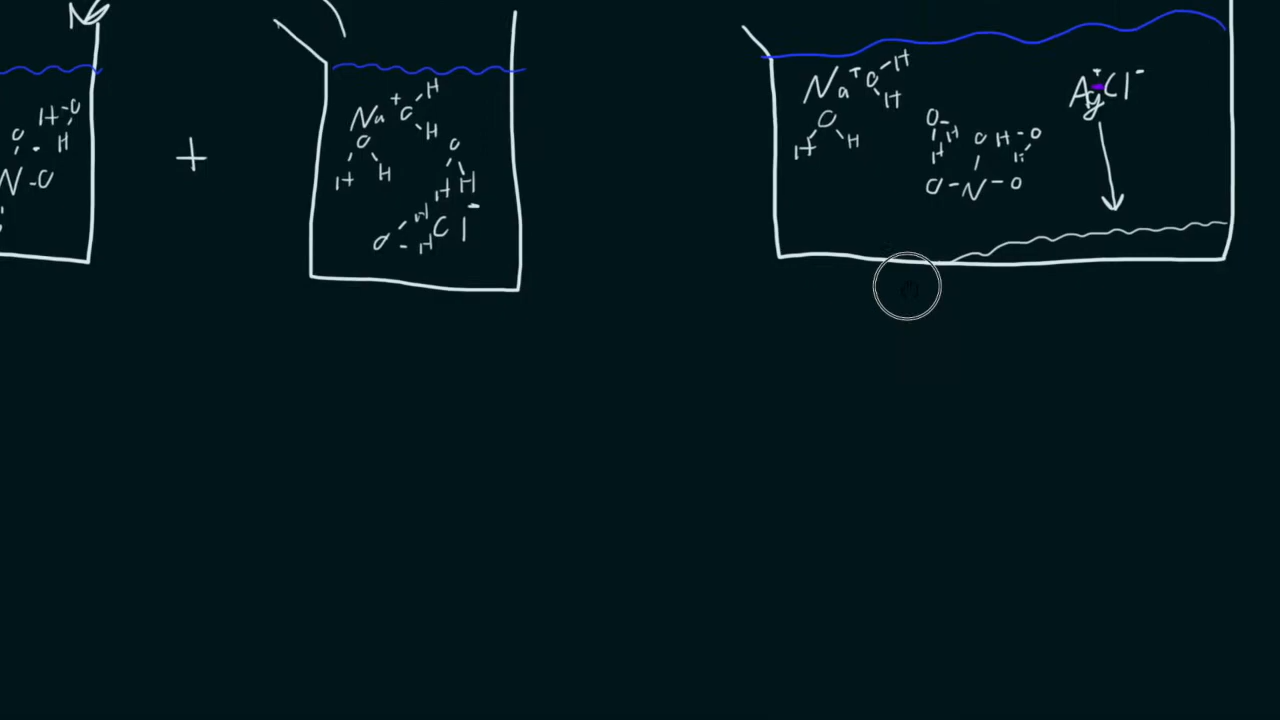 N
H-O
O H
N-O
+
Na+ O H
H
O
H H
O
H H
H Cl-
O H
Na+ O H
H
O
H H
O H
H
O H-O
H
O-N-O
Ag+Cl-